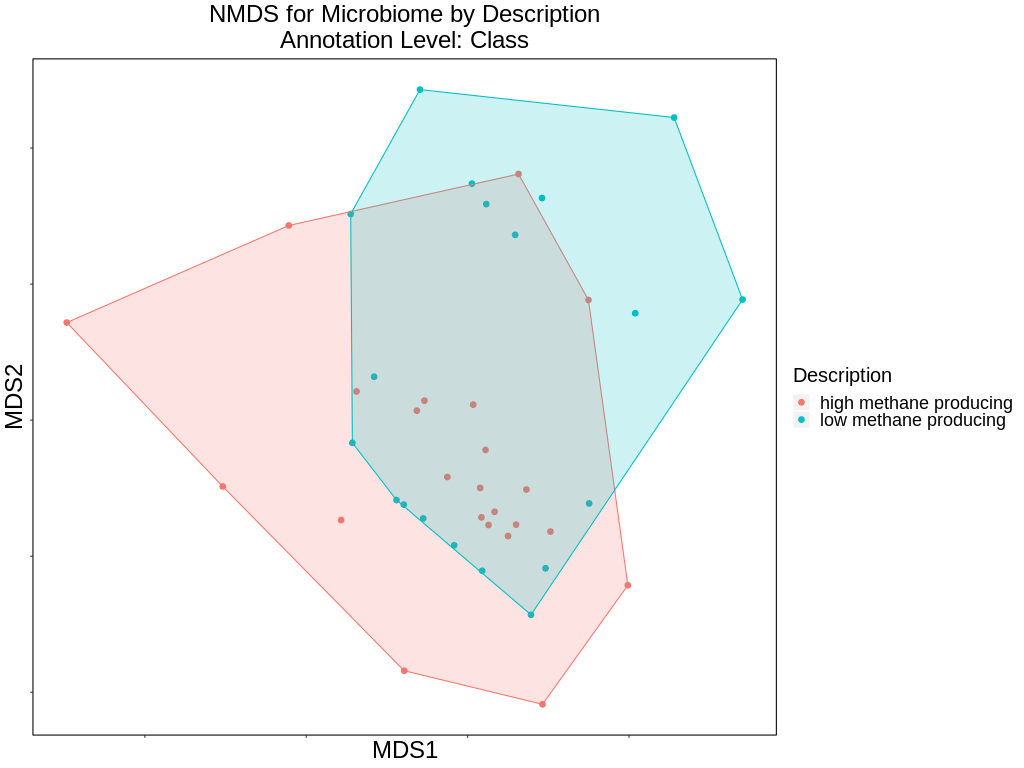 NMDS for Microbiome by Description
Annotation Level: Class
MDS2
Description
high methane producing
low methane producing
MDS1